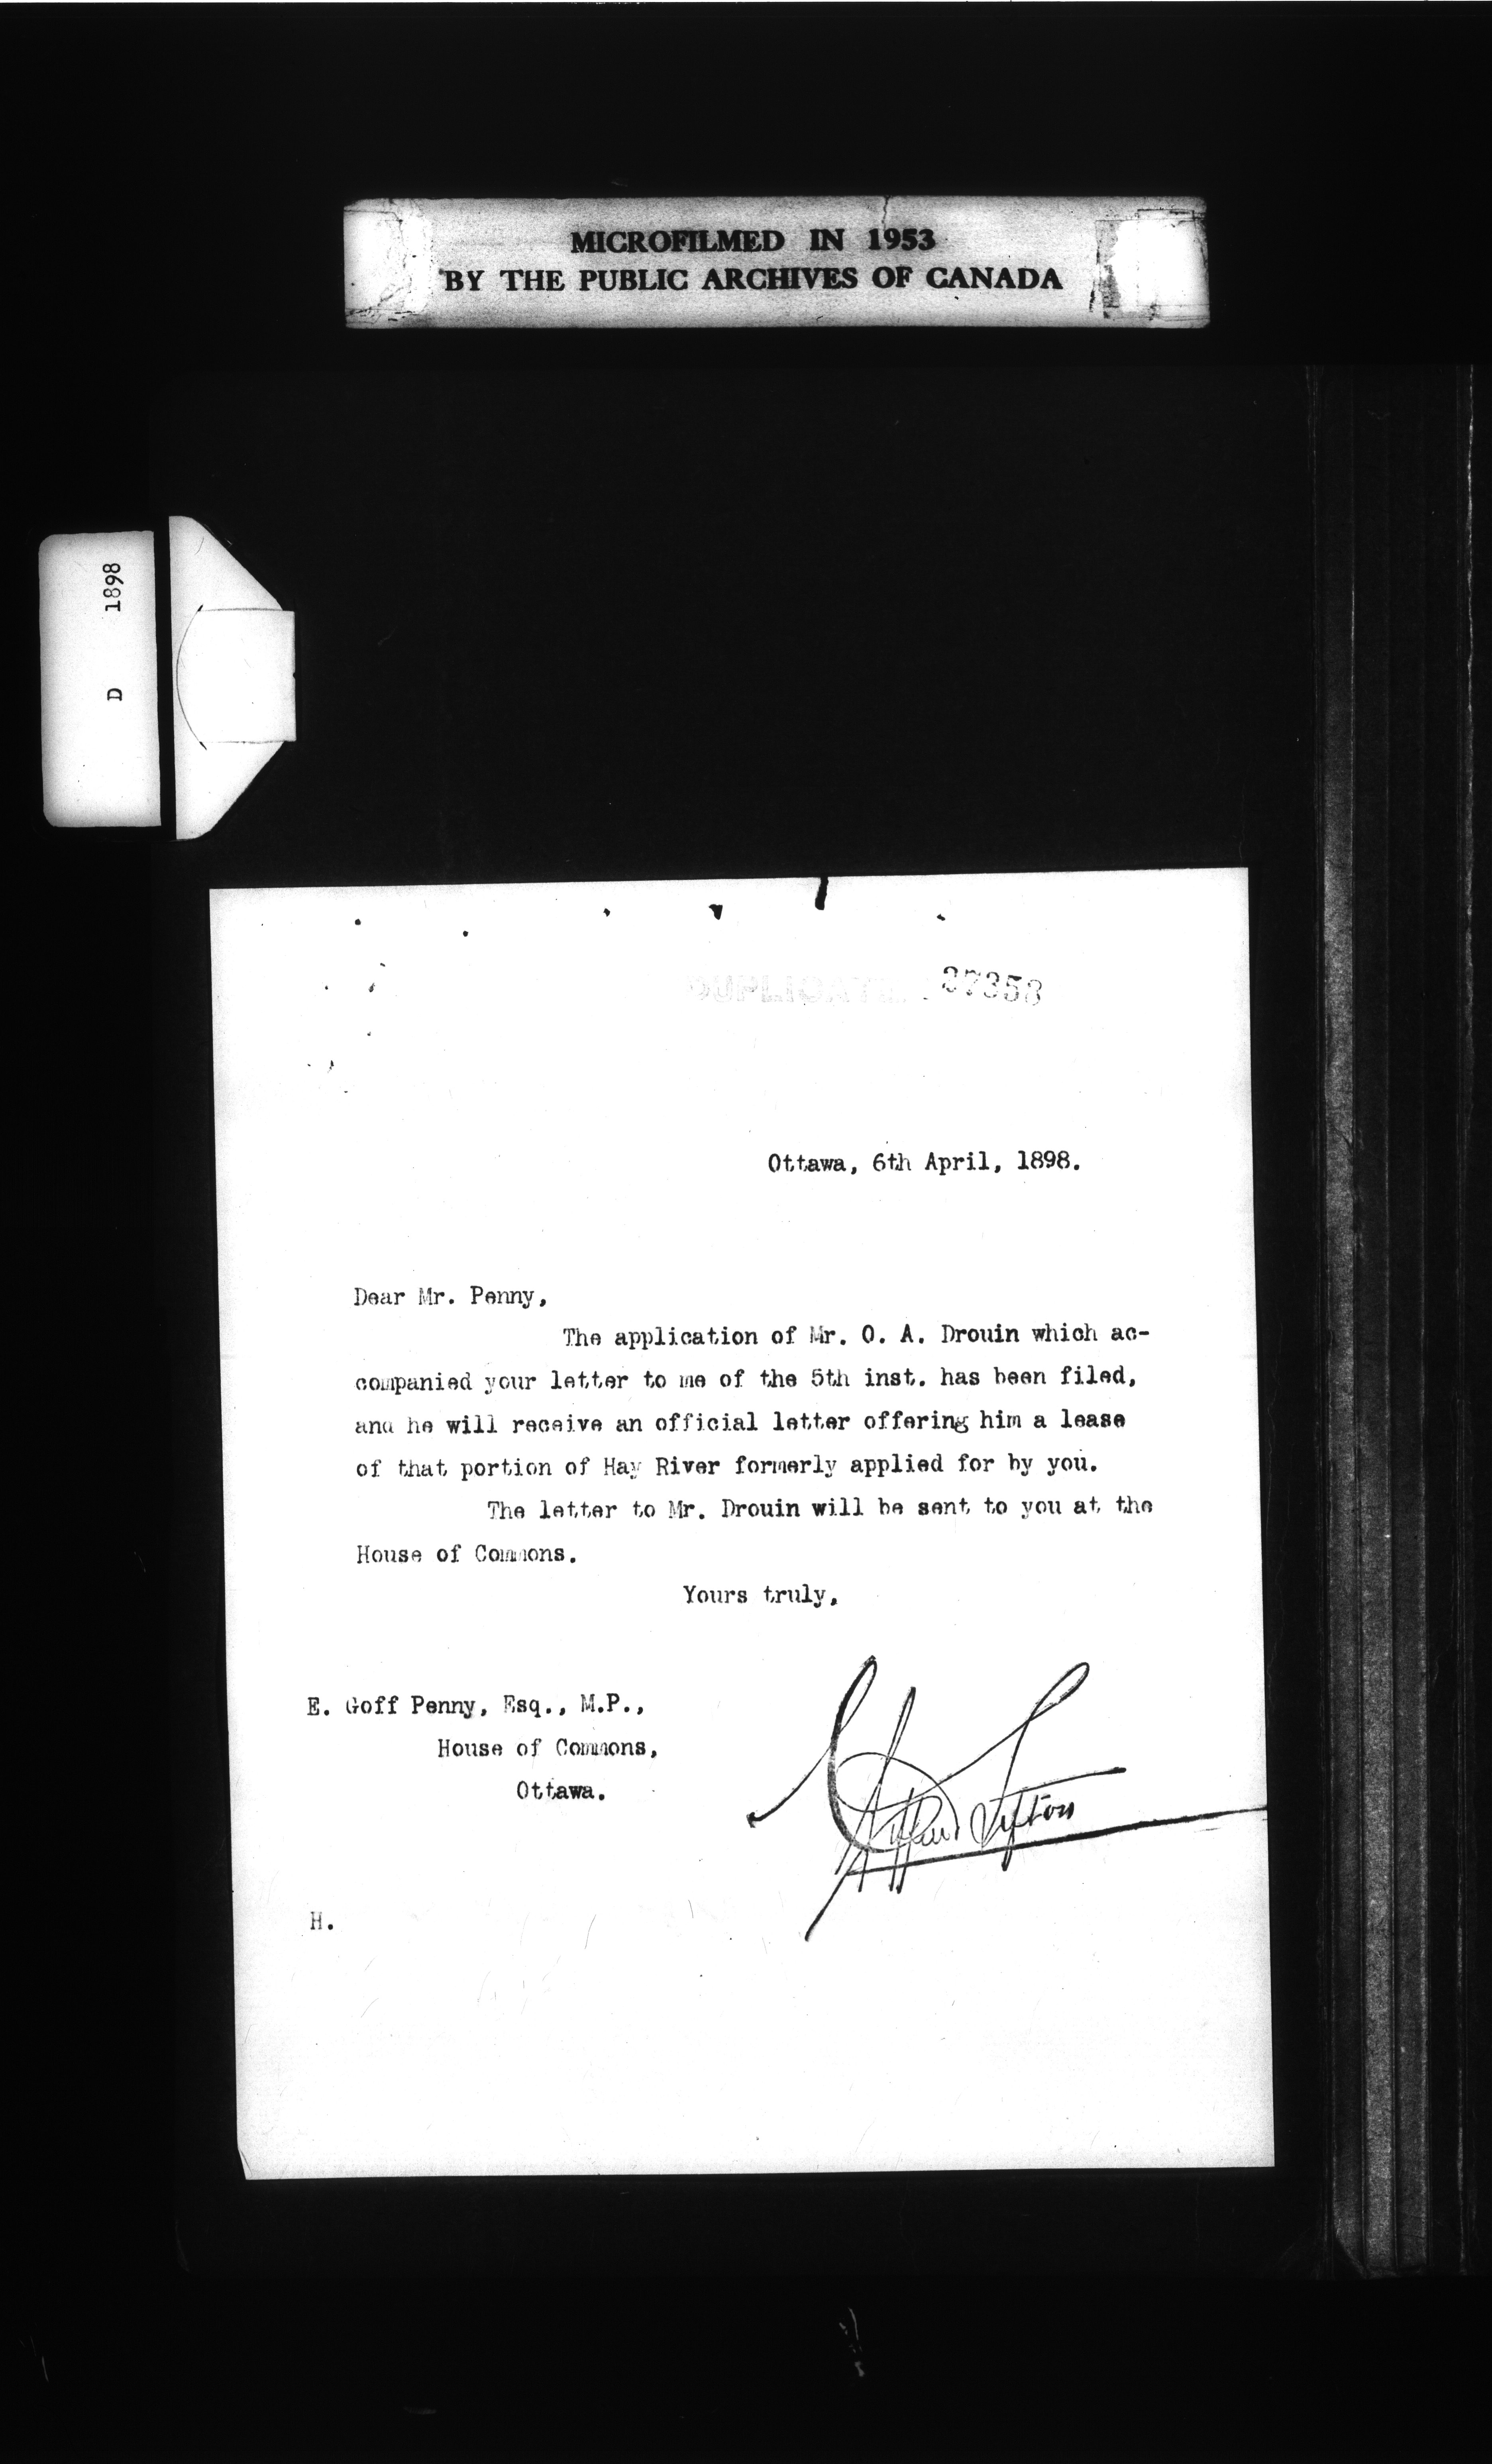 MICROFILMED IN 1953
BY THE PUBLIC ARCHIVES OF CANADA
D 1898
DUPLICATE 37353
Ottawa, 6th April, 1898.
Dear Mr. Penny,
The application of Mr. O. A. Drouin which ac-
companied your letter to me of the 5th inst. has been filed,
and he will receive an official letter offering him a lease
of that portion of Hay River formerly applied for by you.
The letter to Mr. Drouin will be sent to you at the
House of Commons.
Yours truly,
E. Goff Penny, Esq., M.P.,
House of Commons,
Ottawa.
Clifford Sifton
H.